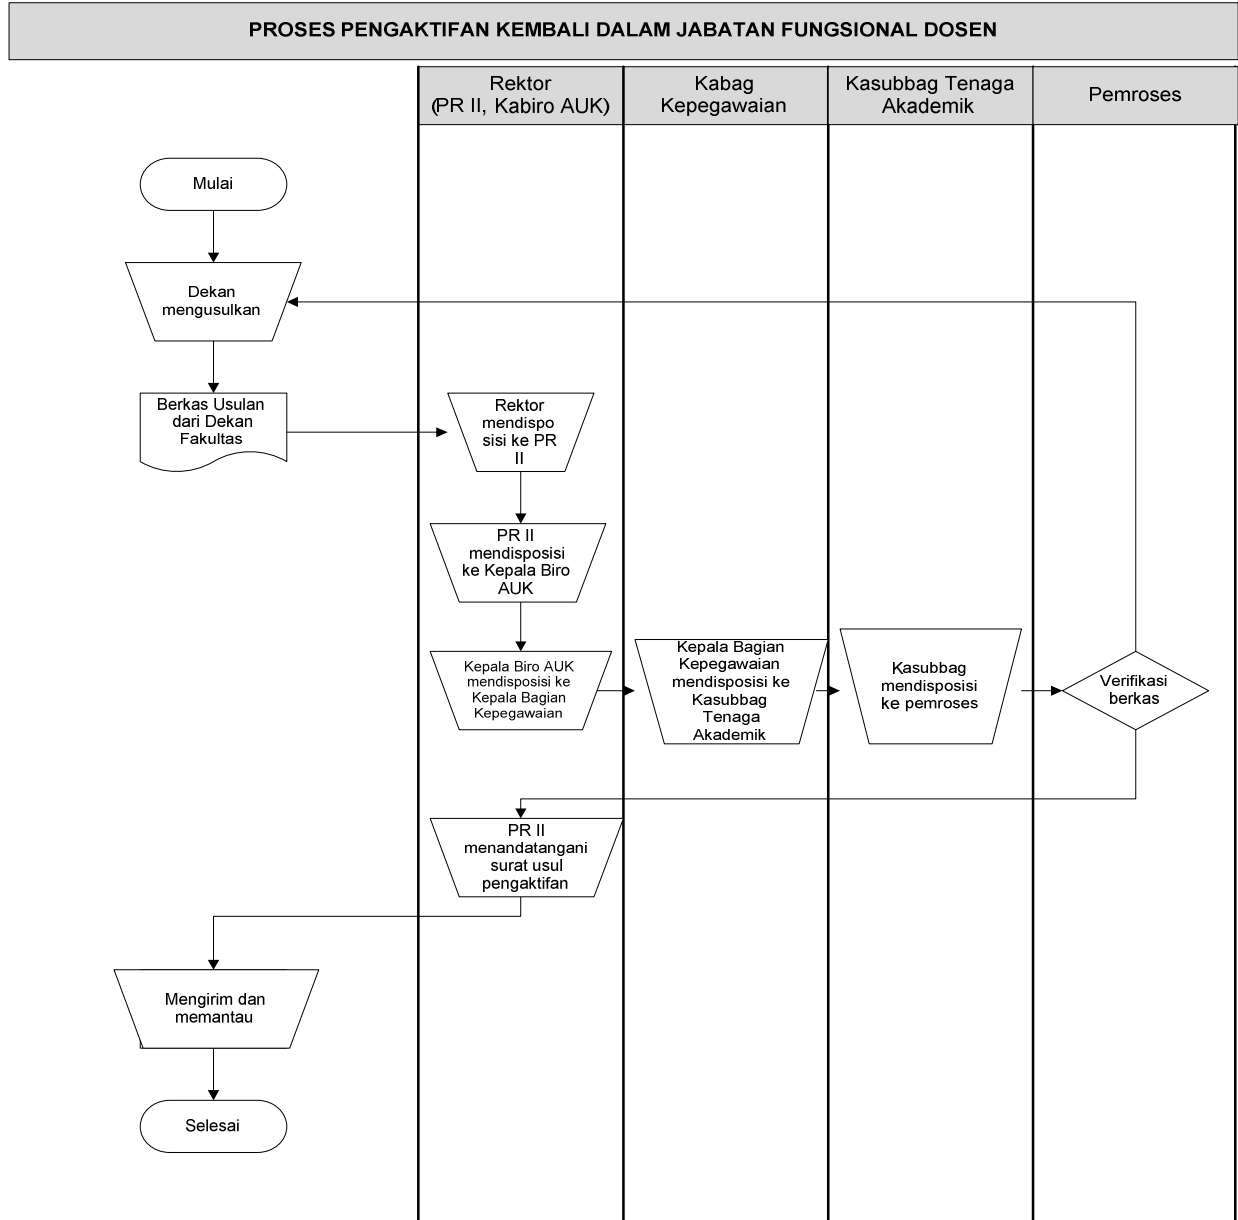 PROSES PENGAKTIFAN KEMBALI DALAM JABATAN FUNGSIONAL DOSEN
Rektor
(PR II, Kabiro AUK)
Kabag
Kepegawaian
Kasubbag Tenaga
Akademik
Pemroses
Mulai
Dekan
mengusulkan
Berkas Usulan
dari Dekan
Fakultas
Rektor
mendispo
sisi ke PR
II
PR II
mendisposisi
ke Kepala Biro
AUK
Kepala Biro AUK
mendisposisi ke
Kepala Bagian
Kepegawaian
Kepala Bagian
Kepegawaian
mendisposisi ke
Kasubbag
Tenaga
Akademik
Kasubbag
mendisposisi
ke pemroses
Verifikasi
berkas
PR II
menandatangani
surat usul
pengaktifan
Mengirim dan
memantau
Selesai